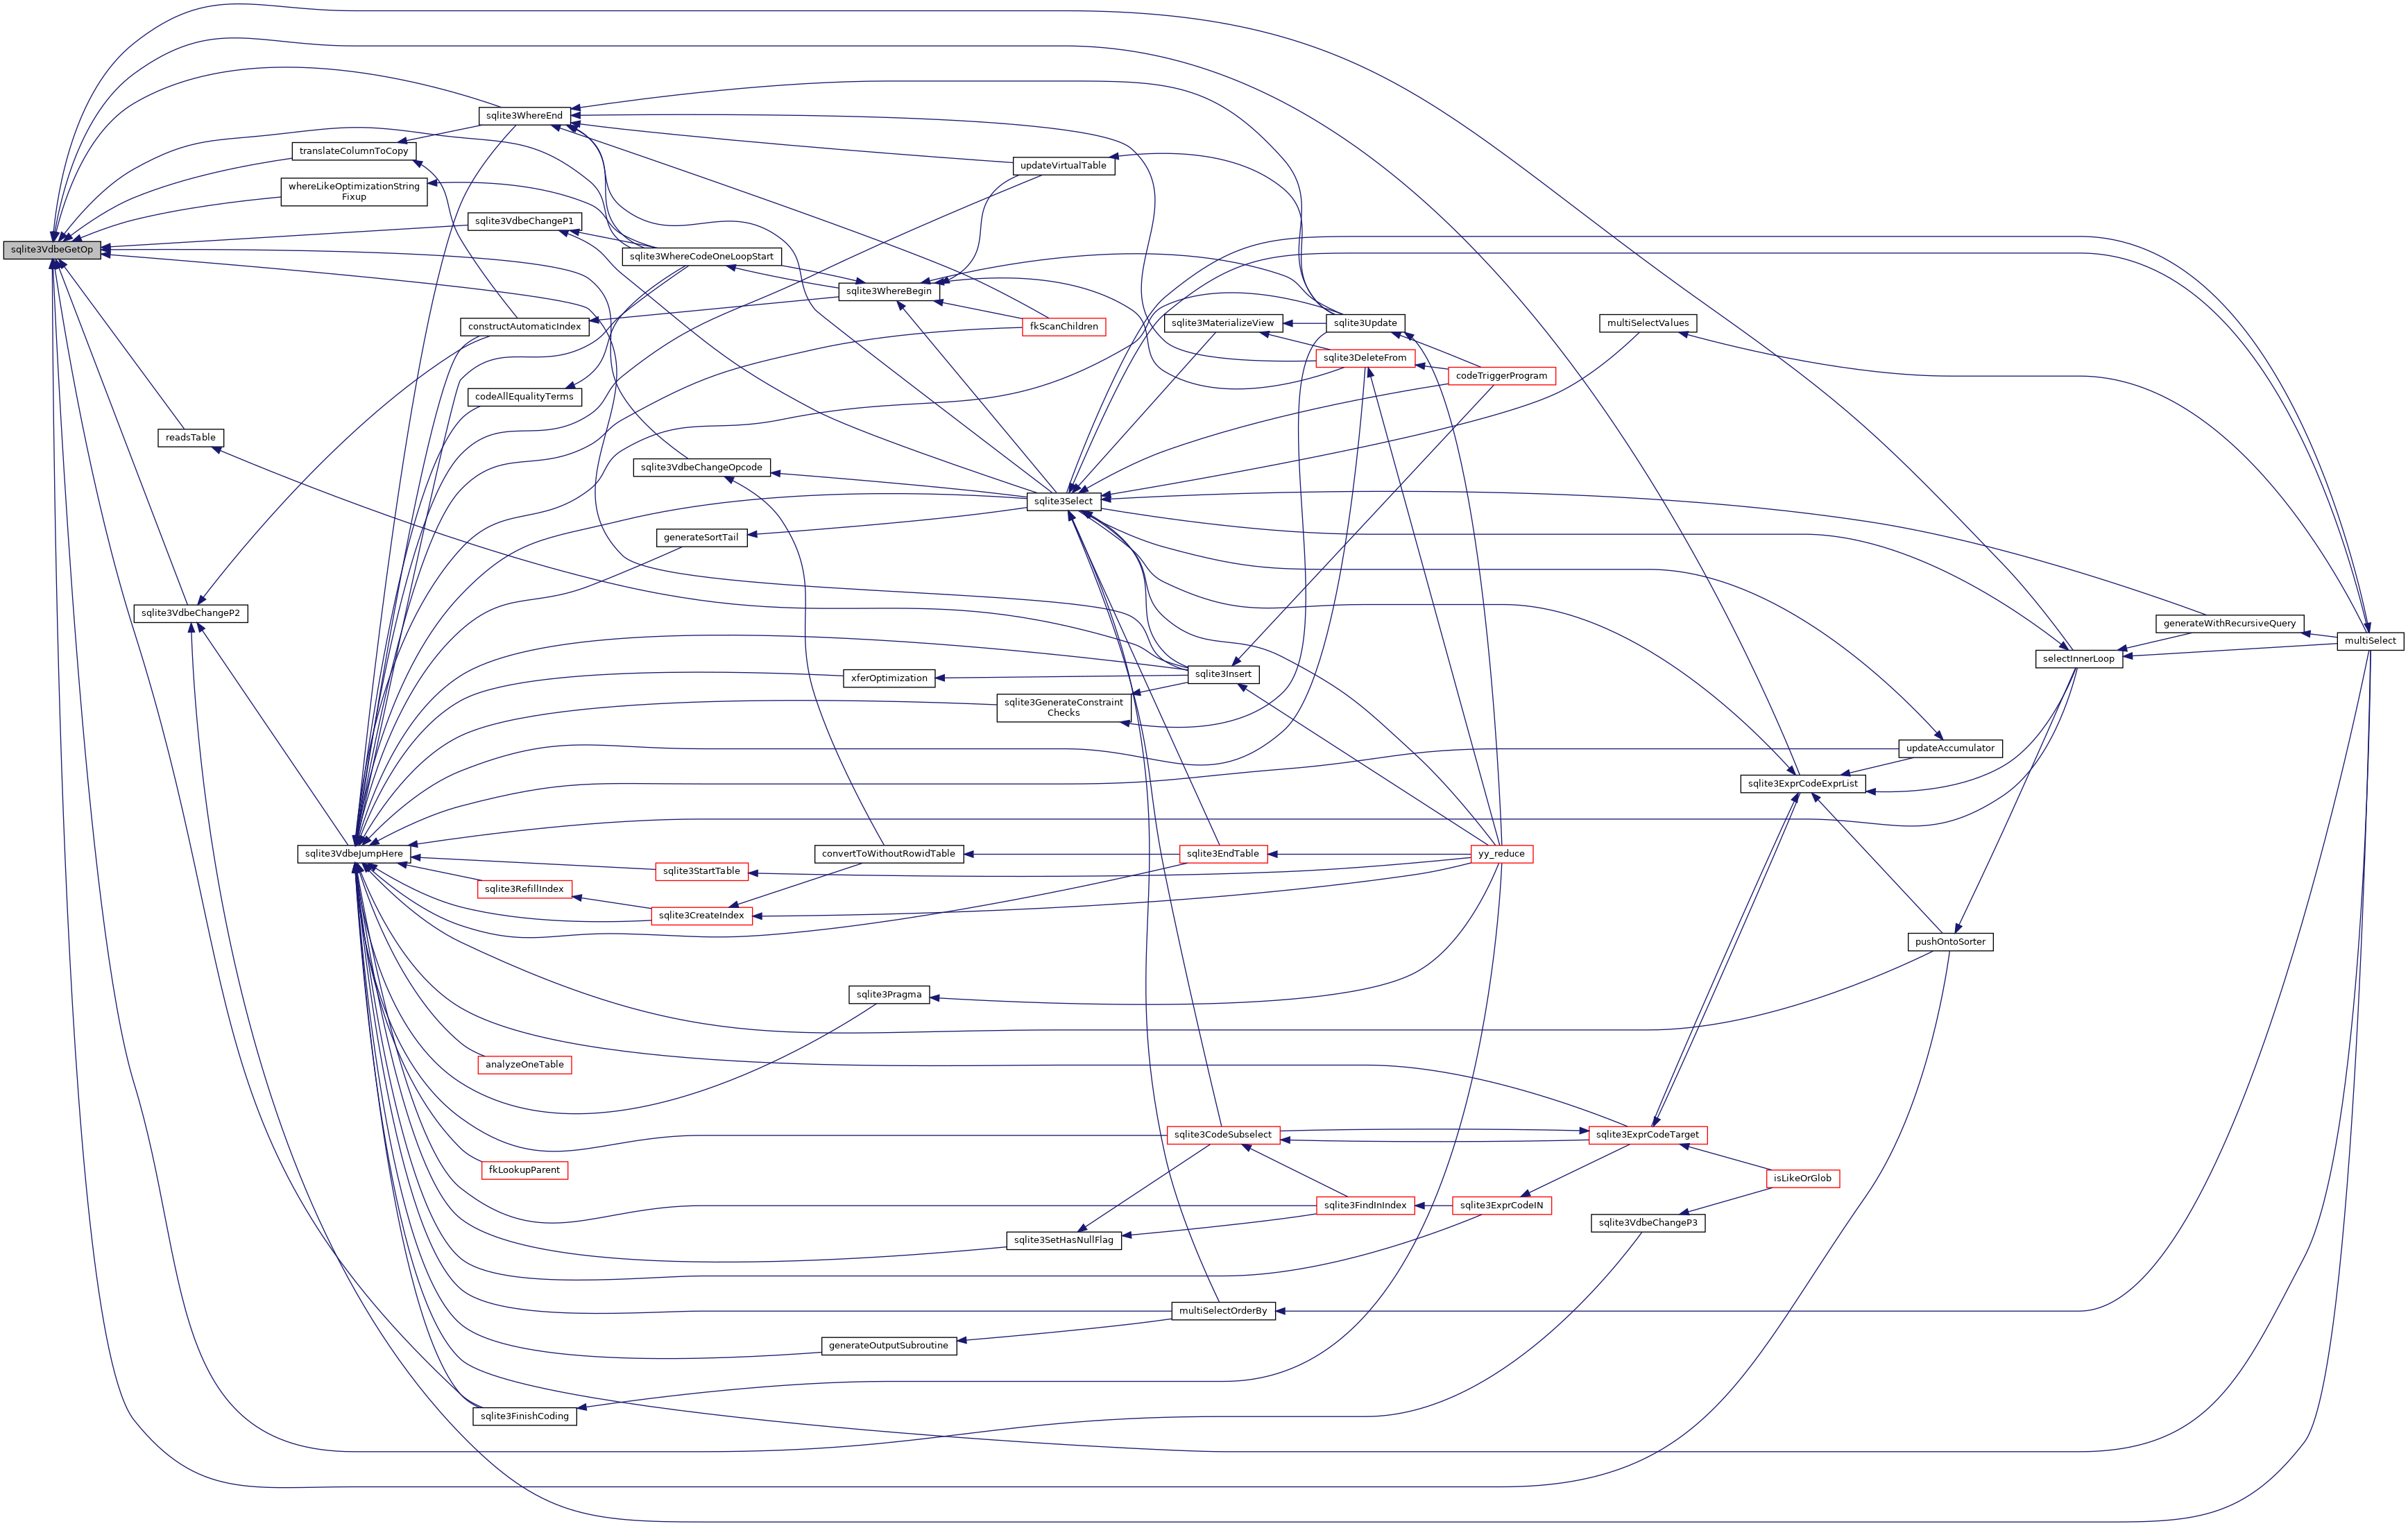 sqlite3WhereEnd
translateColumnToCopy
updateVirtualTable
whereLikeOptimizationString
Fixup
sqlite3VdbeChangeP1
sqlite3VdbeGetOp
sqlite3WhereCodeOneLoopStart
sqlite3WhereBegin
constructAutomaticIndex
fkScanChildren
sqlite3MaterializeView
sqlite3Update
multiSelectValues
sqlite3DeleteFrom
codeTriggerProgram
codeAllEqualityTerms
readsTable
sqlite3VdbeChangeOpcode
sqlite3Select
generateSortTail
sqlite3VdbeChangeP2
generateWithRecursiveQuery
multiSelect
selectInnerLoop
xferOptimization
sqlite3Insert
sqlite3GenerateConstraint
Checks
updateAccumulator
sqlite3ExprCodeExprList
sqlite3VdbeJumpHere
convertToWithoutRowidTable
sqlite3EndTable
yy_reduce
sqlite3StartTable
sqlite3RefillIndex
sqlite3CreateIndex
pushOntoSorter
sqlite3Pragma
analyzeOneTable
sqlite3CodeSubselect
sqlite3ExprCodeTarget
fkLookupParent
isLikeOrGlob
sqlite3FindInIndex
sqlite3ExprCodeIN
sqlite3VdbeChangeP3
sqlite3SetHasNullFlag
multiSelectOrderBy
generateOutputSubroutine
sqlite3FinishCoding